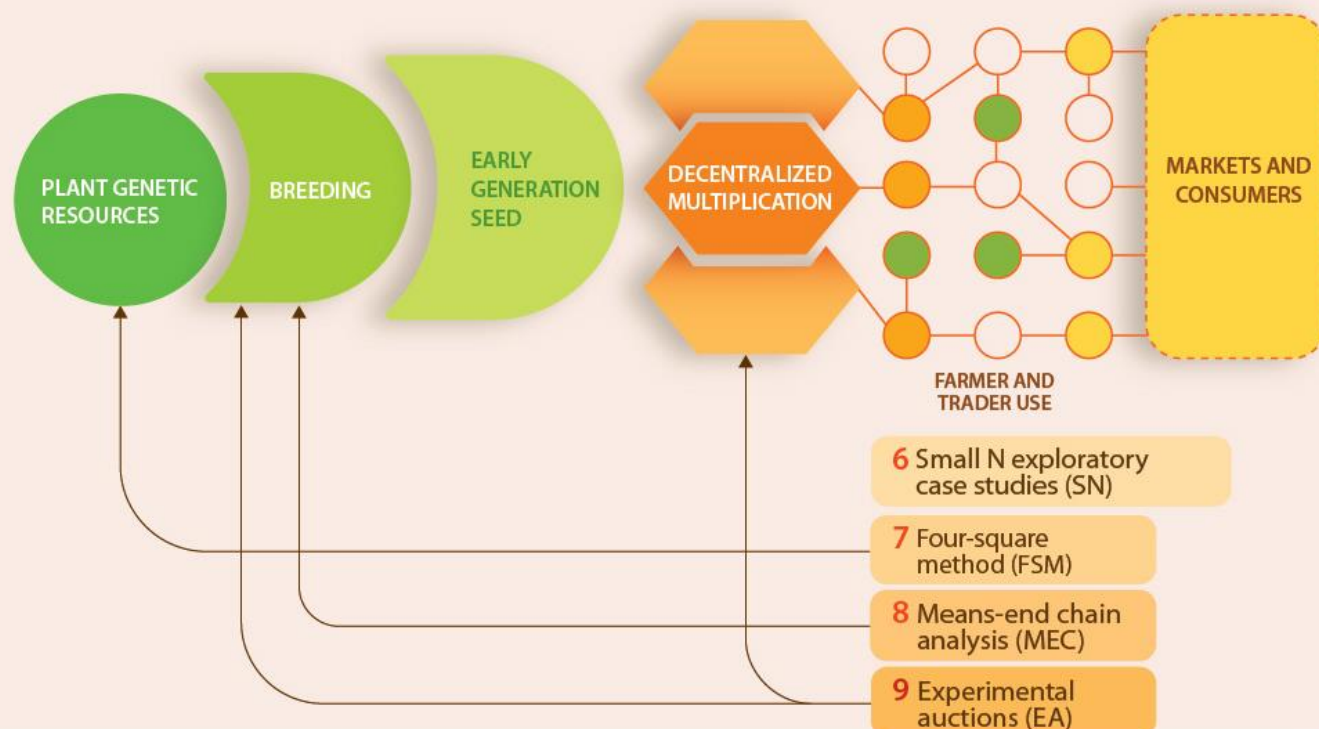 PLANT GENETIC
RESOURCES
BREEDING
EARLY
GENERATION
SEED
DECENTRALIZED
MULTIPLICATION
MARKETS AND
CONSUMERS
FARMER AND
TRADER USE
6 Small N exploratory
case studies (SN)
7 Four-square
method (FSM)
8 Means-end chain
analysis (MEC)
9 Experimental
auctions (EA)